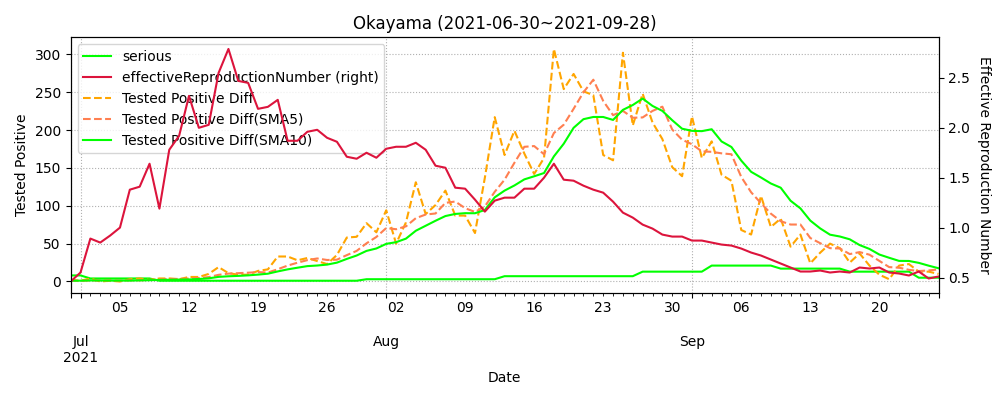 Okayama (2021-06-30~2021-09-28)
serious
effectiveReproductionNumber (right)
Tested Positive Diff
Tested Positive Diff(SMA5)
Tested Positive Diff(SMA10)
Tested Positive
300
250
200
150
100
50
0
2.5
2.0
1.5
1.0
0.5
Effective Reproduction Number
05 12 19 26 02 09 16 23 30 06 13 20
Jul Aug Sep
2021
Date